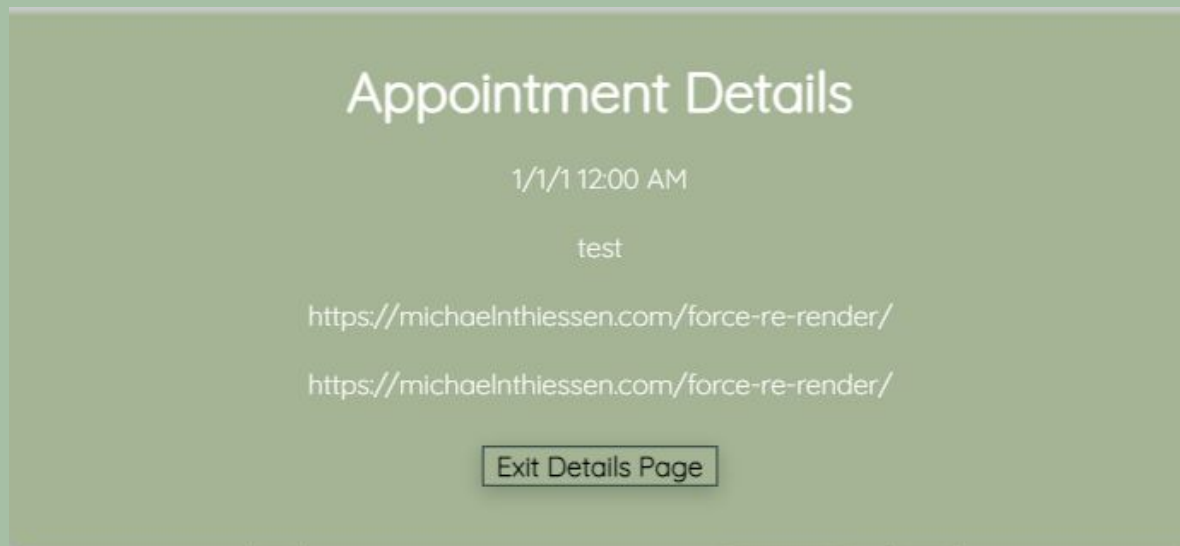 Appointment Details
1/1/1 12:00 AM
test
https://michaelnthiessen.com/force-re-render/
https://michaelnthiessen.com/force-re-render/
Exit Details Page